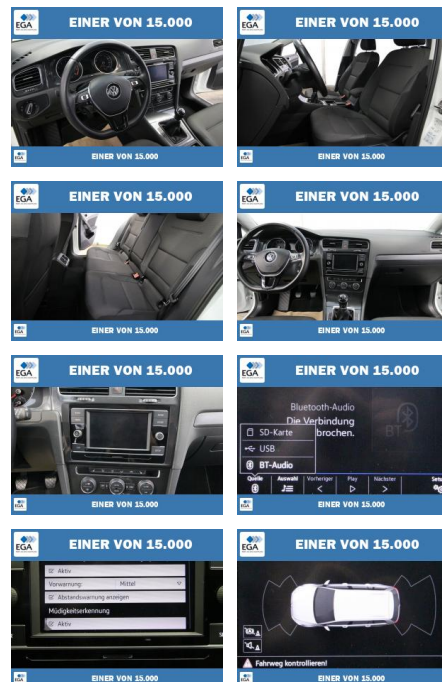 EGA EINER VON 15.000
EGA EINER VON 15.000
EGA EINER VON 15.000
EGA EINER VON 15.000
EGA EINER VON 15.000
EGA EINER VON 15.000
EGA EINER VON 15.000
EGA EINER VON 15.000
EGA EINER VON 15.000
EGA EINER VON 15.000
EGA EINER VON 15.000
EGA EINER VON 15.000
Bluetooth-Audio
Die Verbindung
brochen.
BT
SD-Karte
USB
BT-Audio
Quelle Auswahl Vorheriger Play Nächster Setu
EGA EINER VON 15.000
EGA EINER VON 15.000
EGA EINER VON 15.000
Aktiv
Vorwarnung: Mittel
Abstandswarnung anzeigen
Müdigkeitserkennung
Aktiv
Fahrweg kontrollieren!
EGA EINER VON 15.000
EGA EINER VON 15.000